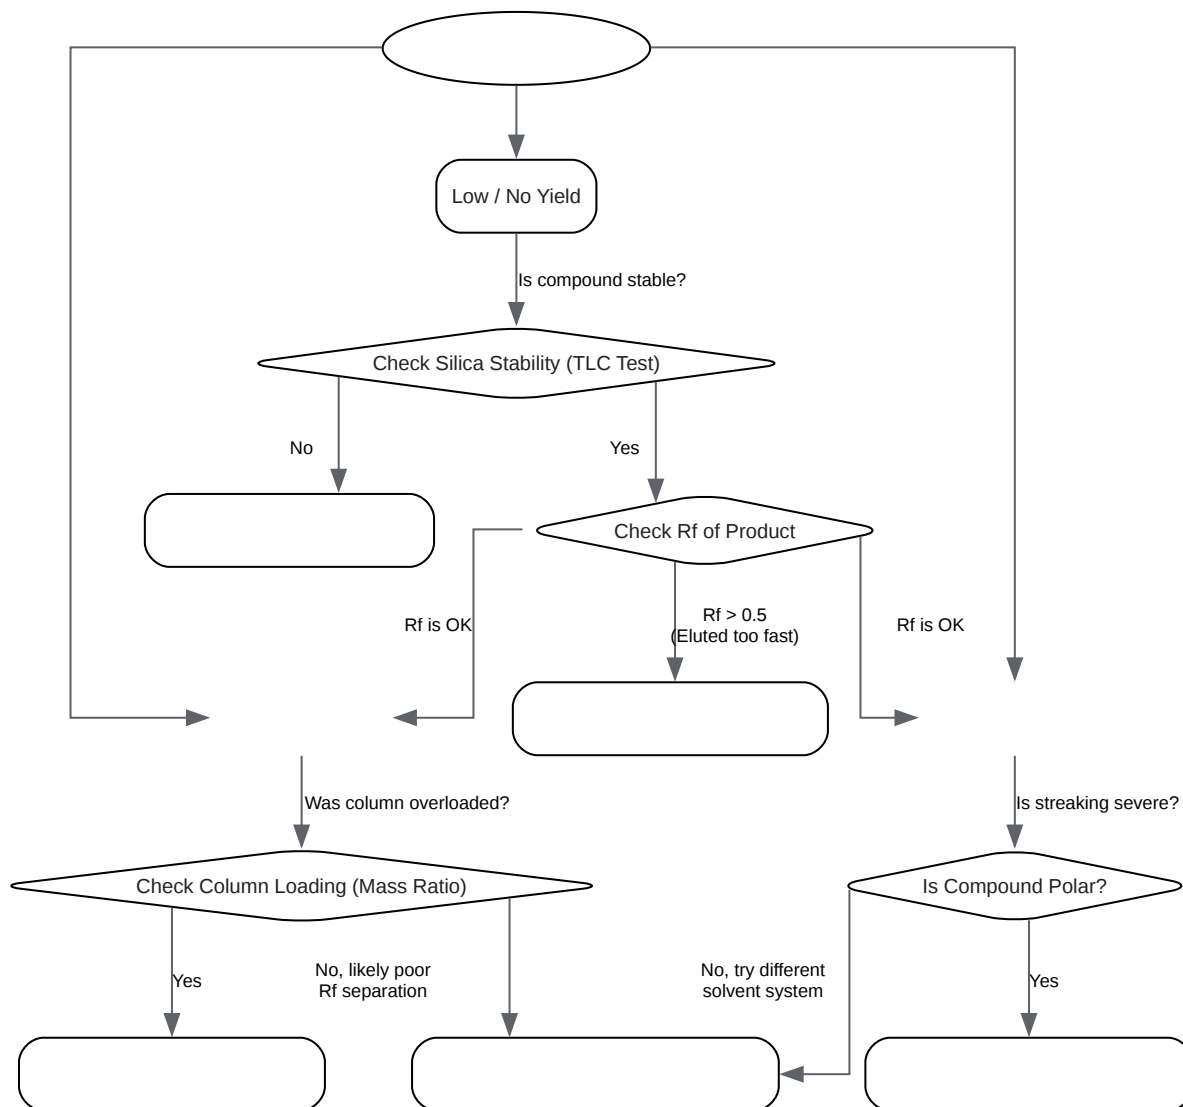 Low / No Yield
Is compound stable?
Check Silica Stability (TLC Test)
No
Yes
Check Rf of Product
Rf is OK
Rf > 0.5
(Eluted too fast)
Rf is OK
Was column overloaded?
Is streaking severe?
Check Column Loading (Mass Ratio)
Is Compound Polar?
Yes
No, likely poor
Rf separation
No, try different
solvent system
Yes